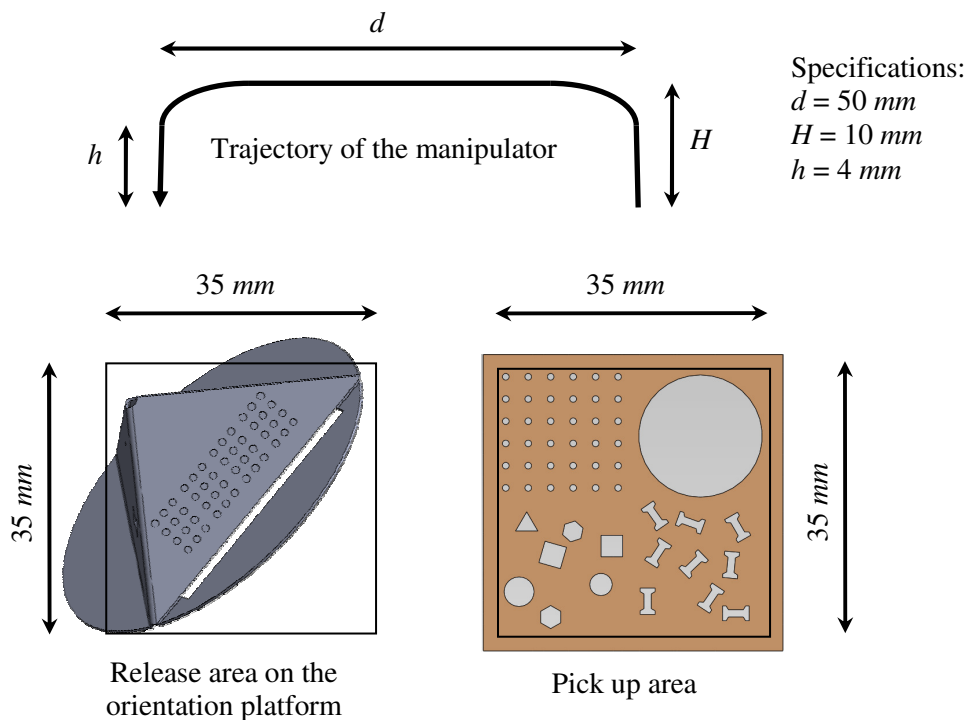 d
Specifications:
d = 50 mm
H = 10 mm
h = 4 mm
h
Trajectory of the manipulator
H
35 mm
35 mm
35 mm
35 mm
Release area on the
orientation platform
Pick up area